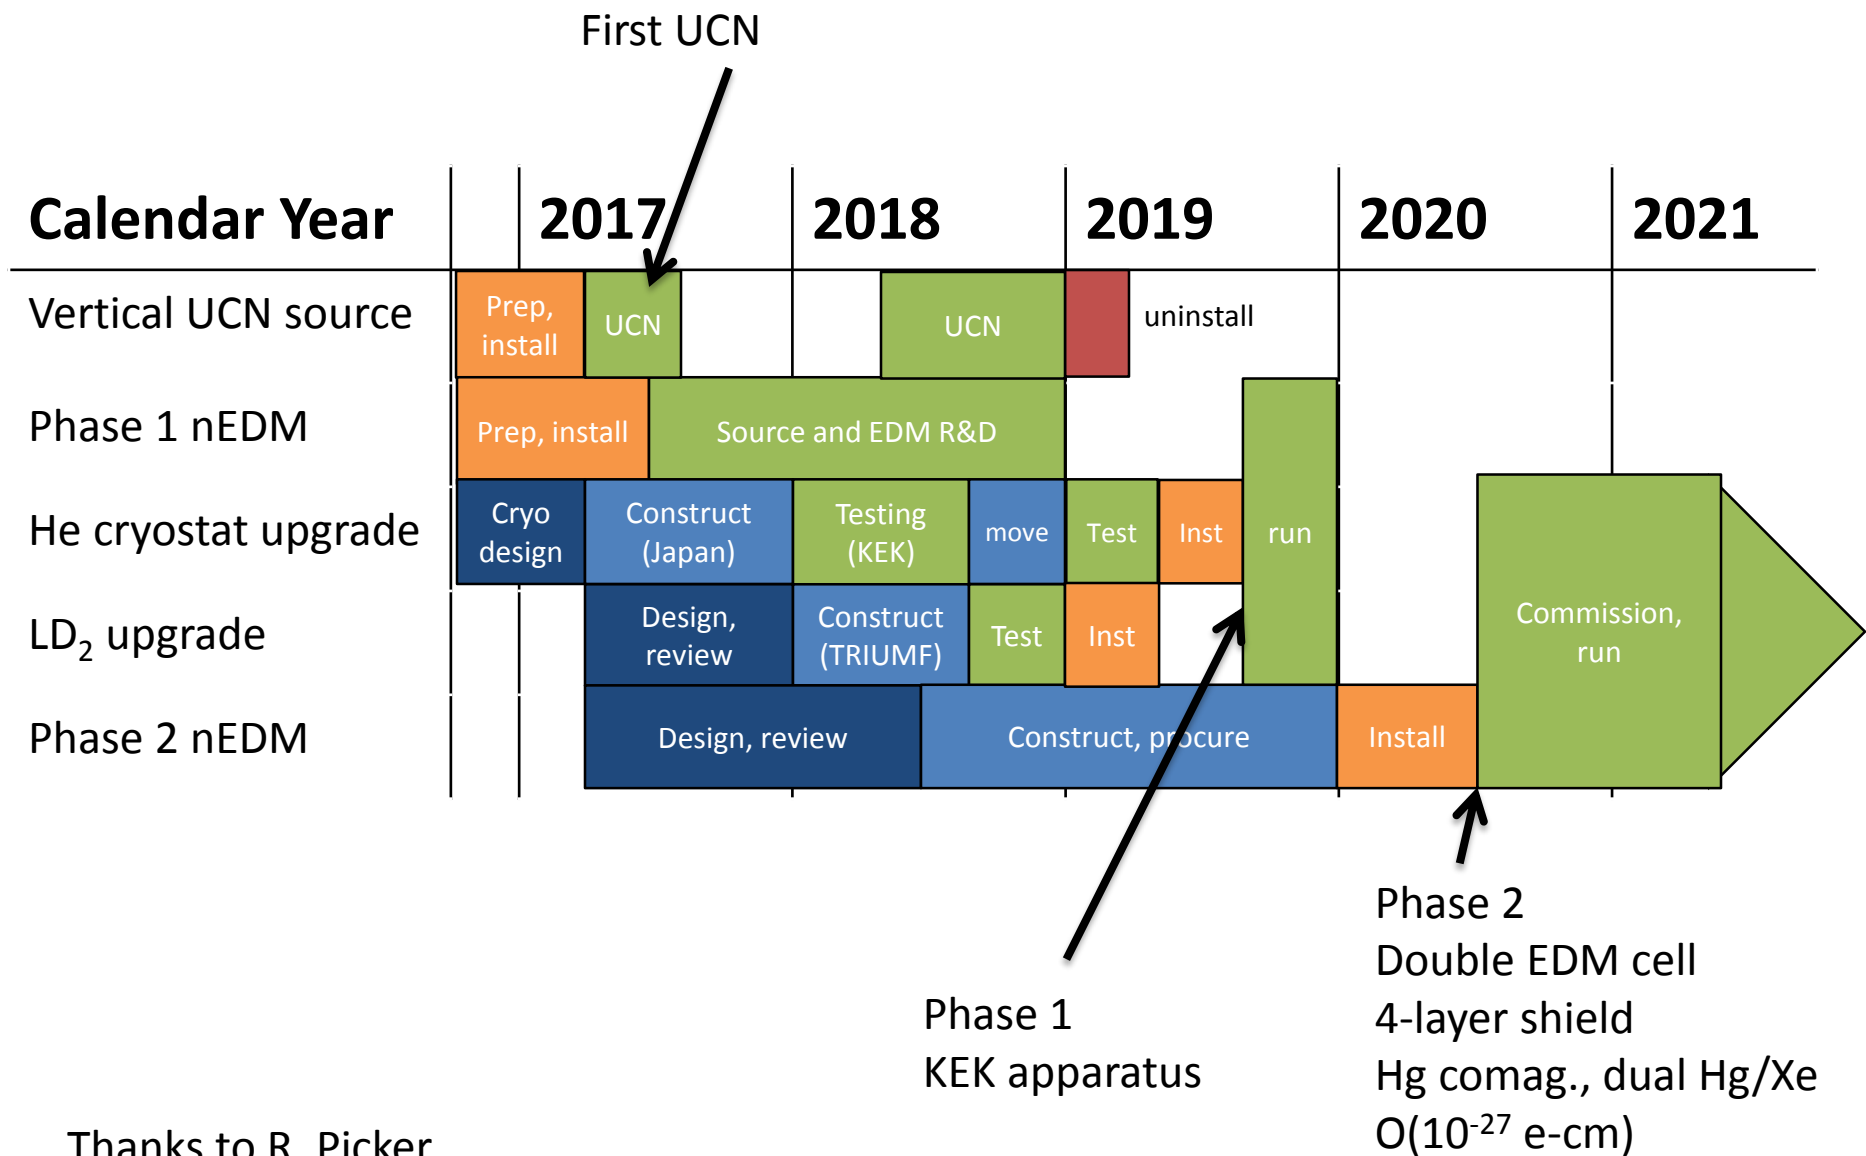 First UCN
Calendar Year 2017 2018 2019 2020 2021
Vertical UCN source
Prep,
install
UCN
UCN
uninstall
Phase 1 nEDM
Prep, install
Source and EDM R&D
He cryostat upgrade
Cryo
design
Construct
(Japan)
Testing
(KEK)
move
Test
Inst
run
LD₂ upgrade
Design,
review
Construct
(TRIUMF)
Test
Inst
Commission,
run
Phase 2 nEDM
Design, review
Construct, procure
Install
Phase 1
KEK apparatus
Phase 2
Double EDM cell
4-layer shield
Hg comag., dual Hg/Xe
O(10⁻²⁷ e-cm)
Thanks to R. Picker